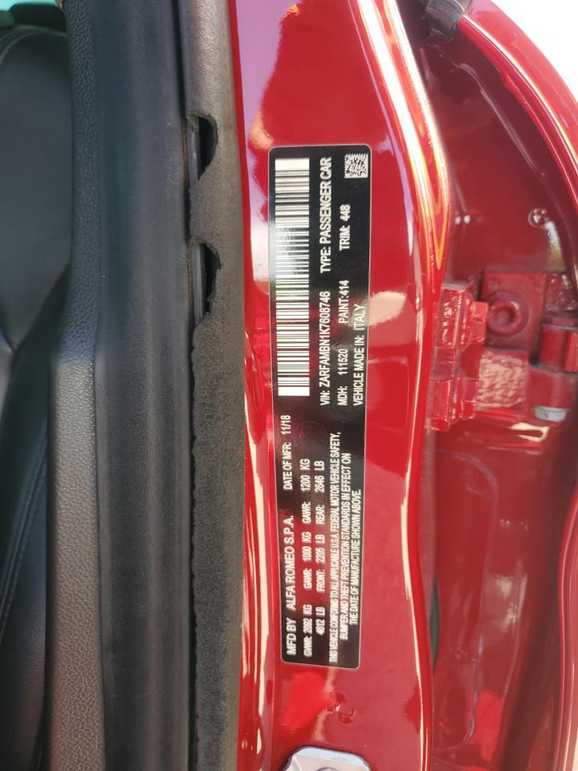 MFD BY ALFA ROMEO S.P.A. DATE OF MFR: 11/18
GVWR: 2092 KG GAWR: 1000 KG GAWR: 1200 KG
4612 LB FRONT: 2205 LB REAR: 2646 LB
THIS VEHICLE CONFORMS TO ALL APPLICABLE U.S.A. FEDERAL MOTOR VEHICLE SAFETY,
BUMPER, AND THEFT PREVENTION STANDARDS IN EFFECT ON
THE DATE OF MANUFACTURE SHOWN ABOVE.
VIN: ZARFAMBN1K7608746 TYPE: PASSENGER CAR
MDH: 111520 PAINT:414 TRIM: 448
VEHICLE MADE IN: ITALY